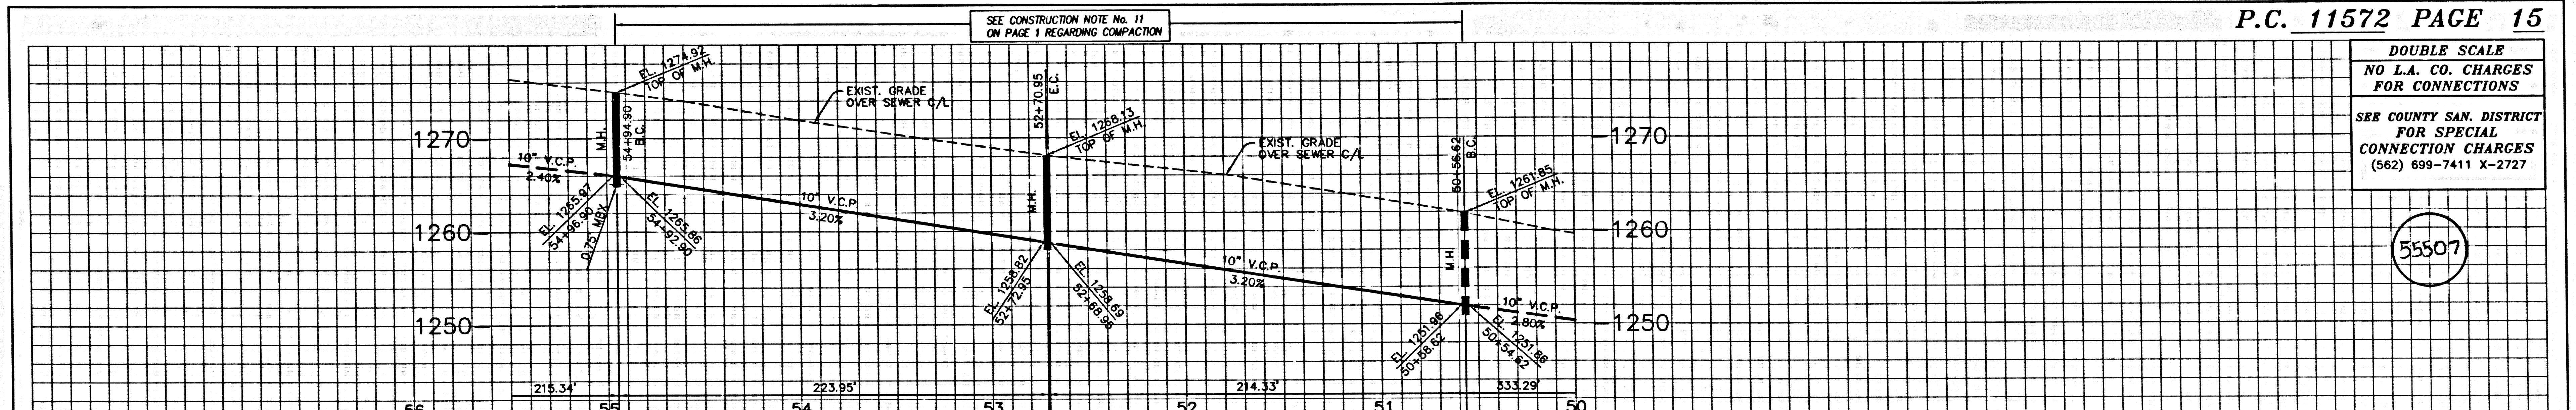 SEE CONSTRUCTION NOTE No. 11
ON PAGE 1 REGARDING COMPACTION
P.C. 11572 PAGE 15
DOUBLE SCALE
NO L.A. CO. CHARGES
FOR CONNECTIONS
SEE COUNTY SAN. DISTRICT
FOR SPECIAL
CONNECTION CHARGES
(562) 699-7411 X-2727
55507
EL. 1274.92
TOP OF M.H.
EXIST. GRADE
OVER SEWER C/L
52+70.95
E.C.
EL. 1268.13
TOP OF M.H.
EXIST. GRADE
OVER SEWER C/L
50+56.62
B.C.
EL. 1261.85
TOP OF M.H.
1270
1270
M.H.
54+94.90
B.C.
10" V.C.P.
2.40%
10" V.C.P.
3.20%
M.H.
1260
1260
EL. 1265.97
54+96.90
0.75 MBX
EL. 1265.86
54+92.90
10" V.C.P.
3.20%
M.H.
EL. 1258.82
52+72.95
EL. 1258.69
52+68.95
10" V.C.P.
2.80%
1250
1250
EL. 1251.98
50+58.62
EL. 1251.86
50+54.62
215.34'
223.95'
214.33'
333.29'
56
55
54
53
52
51
50